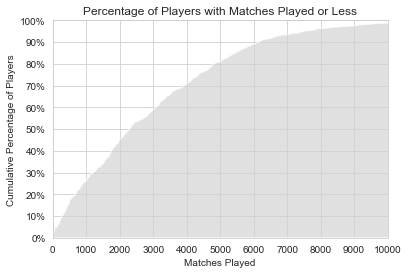 Percentage of Players with Matches Played or Less
100%
90%
80%
70%
60%
50%
40%
30%
20%
10%
0%
Cumulative Percentage of Players
0 1000 2000 3000 4000 5000 6000 7000 8000 9000 10000
Matches Played